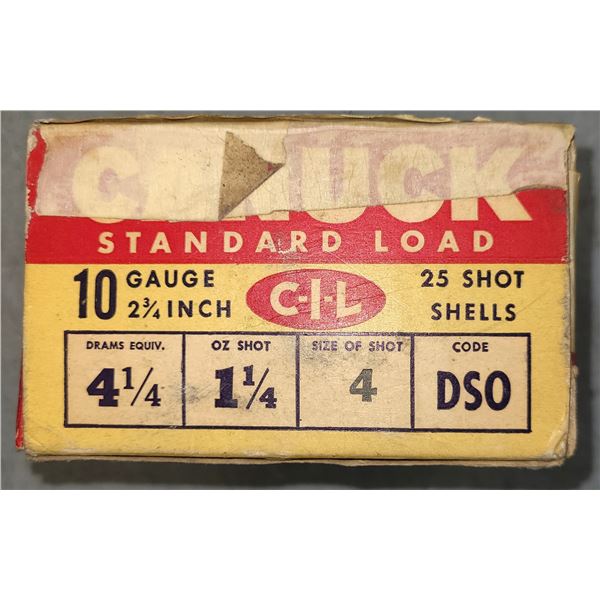 CANUCK
STANDARD LOAD
10 GAUGE 2¾ INCH
C-I-L
25 SHOT SHELLS
DRAMS EQUIV. OZ SHOT SIZE OF SHOT CODE
4¼ 1¼ 4 DSO